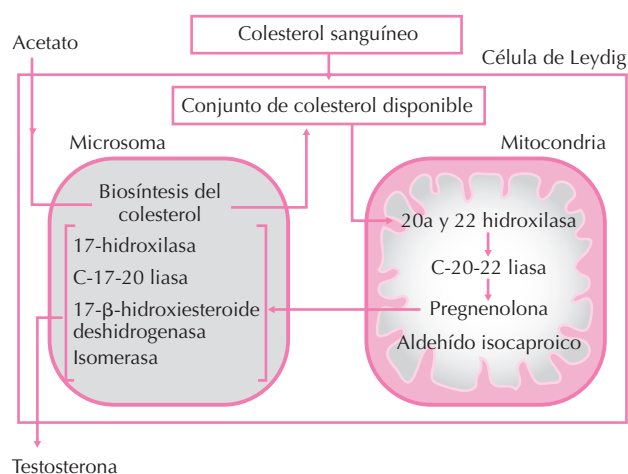 Acetato
Colesterol sanguíneo
Célula de Leydig
Conjunto de colesterol disponible
Microsoma
Mitocondria
Biosíntesis del
colesterol
17-hidroxilasa
C-17-20 liasa
17-β-hidroxiesteroide
deshidrogenasa
Isomerasa
20a y 22 hidroxilasa
C-20-22 liasa
Pregnenolona
Aldehído isocaproico
Testosterona